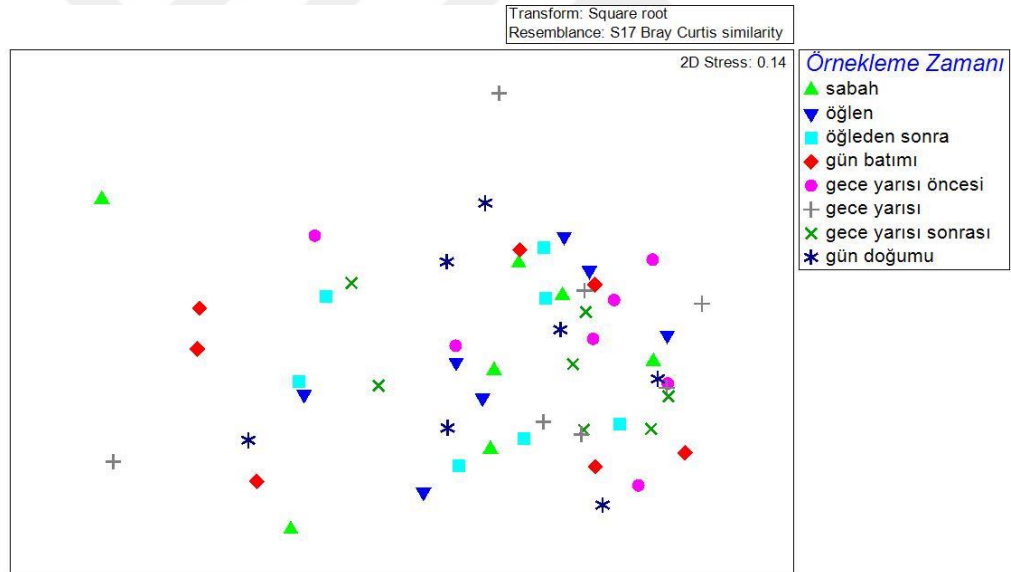 Transform: Square root
Resemblance: S17 Bray Curtis similarity
2D Stress: 0.14
Örnekleme Zamanı
sabah
öğlen
öğleden sonra
gün batımı
gece yarısı öncesi
gece yarısı
gece yarısı sonrası
gün doğumu